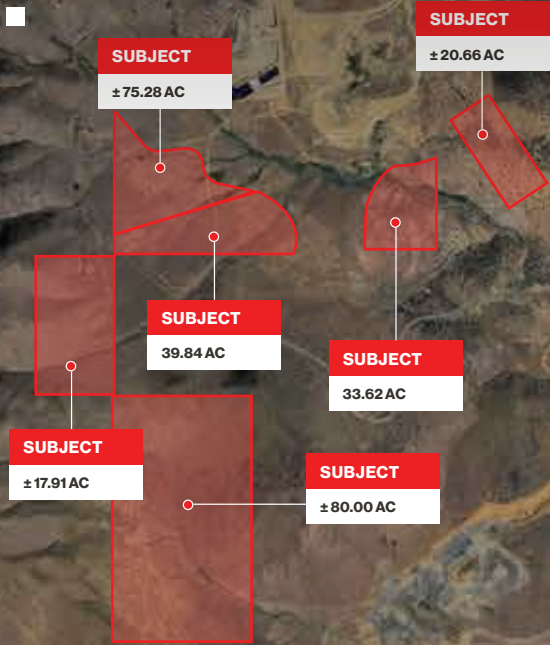 SUBJECT
±20.66 AC
SUBJECT
±75.28 AC
SUBJECT
39.84 AC
SUBJECT
33.62 AC
SUBJECT
±17.91 AC
SUBJECT
±80.00 AC